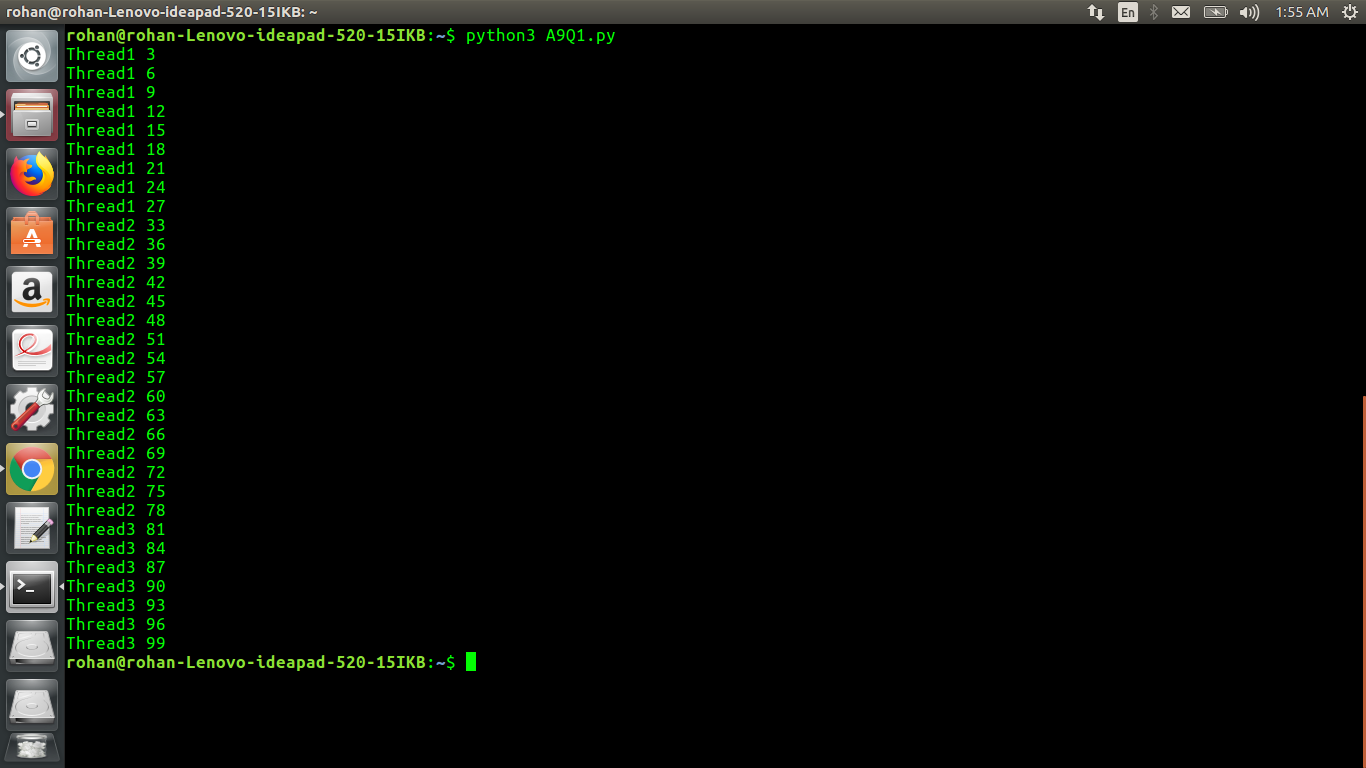 rohan@rohan-Lenovo-ideapad-520-15IKB: ~
En
1:55 AM
rohan@rohan-Lenovo-ideapad-520-15IKB:~$ python3 A9Q1.py
Thread1 3
Thread1 6
Thread1 9
Thread1 12
Thread1 15
Thread1 18
Thread1 21
Thread1 24
Thread1 27
Thread2 33
Thread2 36
Thread2 39
Thread2 42
Thread2 45
Thread2 48
Thread2 51
Thread2 54
Thread2 57
Thread2 60
Thread2 63
Thread2 66
Thread2 69
Thread2 72
Thread2 75
Thread2 78
Thread3 81
Thread3 84
Thread3 87
Thread3 90
Thread3 93
Thread3 96
Thread3 99
rohan@rohan-Lenovo-ideapad-520-15IKB:~$